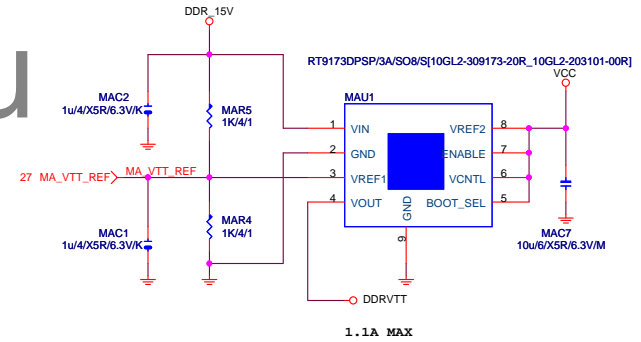 DDR_15V
RT9173DPSP/3A/SO8/S[10GL2-309173-20R_10GL2-203101-00R]
VCC
MAC2
1u/4/X5R/6.3V/K
MAR5
1K/4/1
MAU1
1 VIN VREF2 8
2 GND ENABLE 7
3 VREF1 VCNTL 6
4 VOUT BOOT_SEL 5
GND
9
27 MA_VTT_REF MA_VTT_REF
MAC1
1u/4/X5R/6.3V/K
MAR4
1K/4/1
MAC7
10u/6/X5R/6.3V/M
DDRVTT
1.1A MAX
u